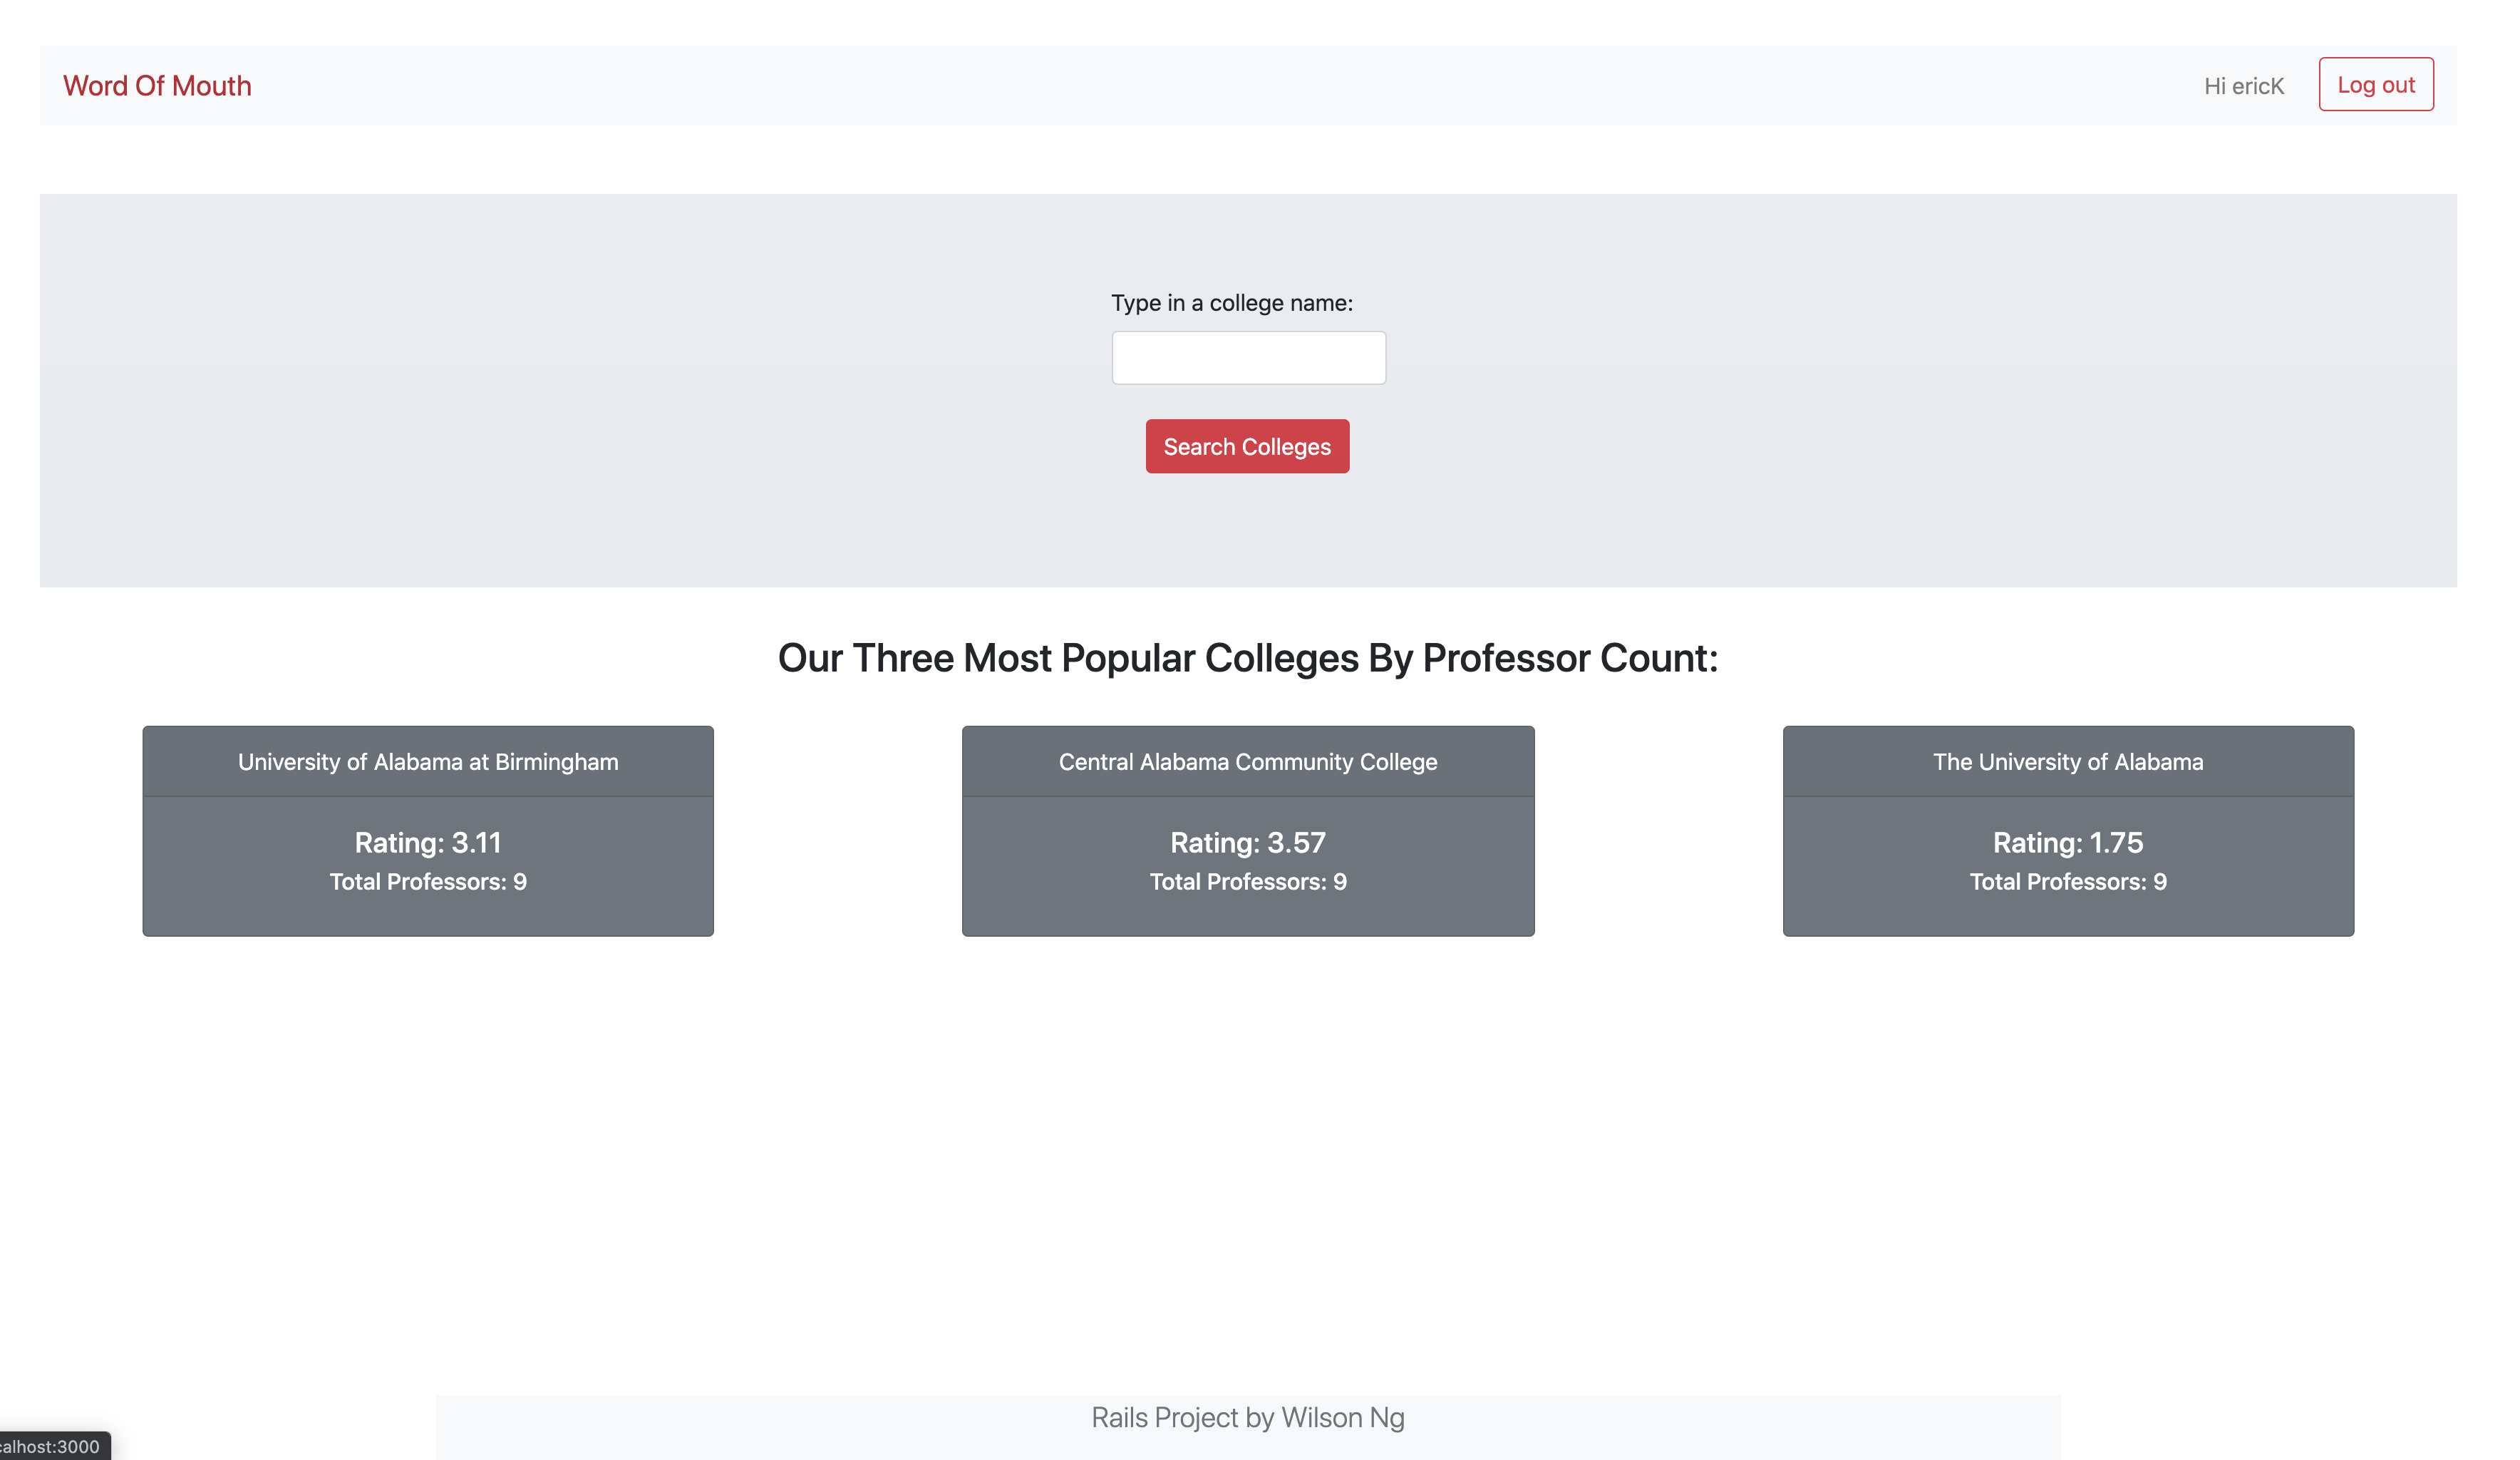 Word Of Mouth
Hi ericK
Log out
Type in a college name:
Search Colleges
Our Three Most Popular Colleges By Professor Count:
University of Alabama at Birmingham
Rating: 3.11
Total Professors: 9
Central Alabama Community College
Rating: 3.57
Total Professors: 9
The University of Alabama
Rating: 1.75
Total Professors: 9
Rails Project by Wilson Ng
calhost:3000